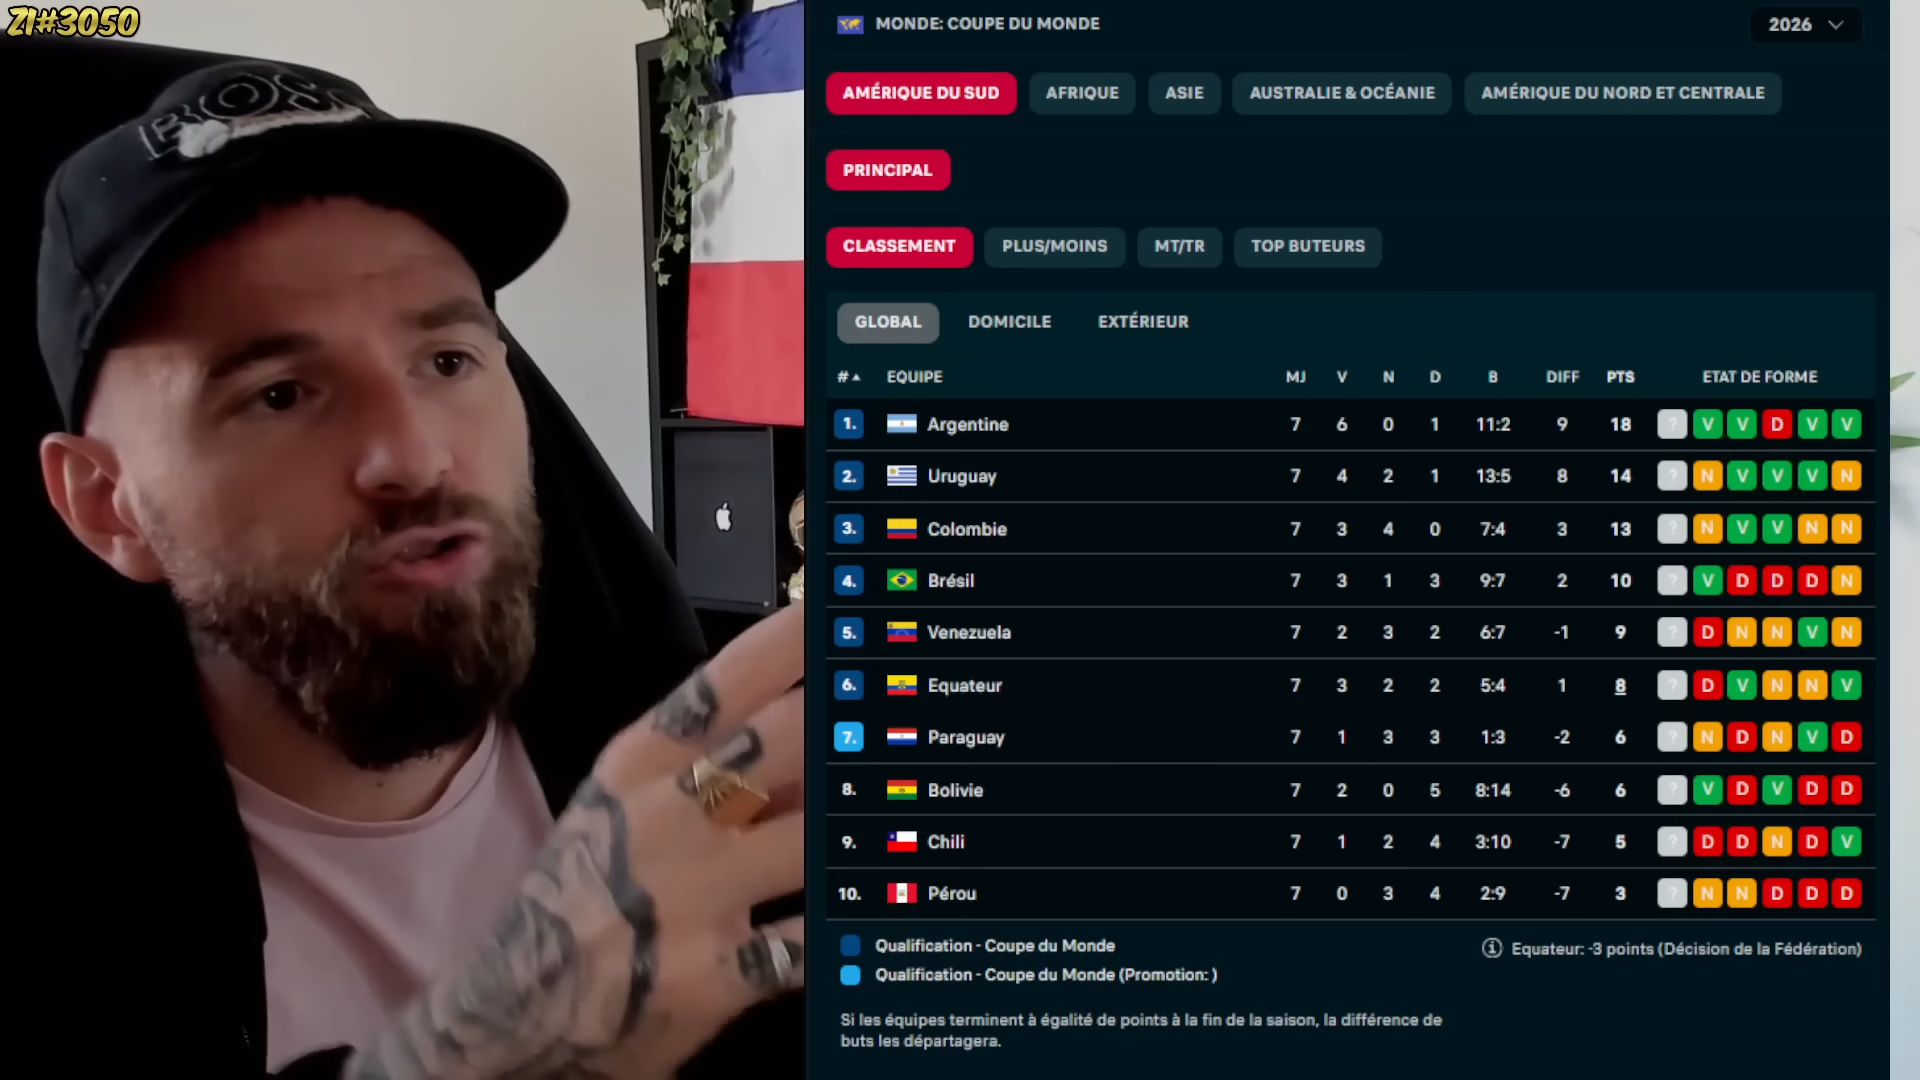 ZI#3050
BOSS
MONDE: COUPE DU MONDE
2026
AMÉRIQUE DU SUD AFRIQUE ASIE AUSTRALIE & OCÉANIE AMÉRIQUE DU NORD ET CENTRALE
PRINCIPAL
CLASSEMENT PLUS/MOINS MT/TR TOP BUTEURS
GLOBAL DOMICILE EXTÉRIEUR
# EQUIPE MJ V N D B DIFF PTS ETAT DE FORME
1. Argentine 7 6 0 1 11:2 9 18 ? V V D V V
2. Uruguay 7 4 2 1 13:5 8 14 ? N V V V N
3. Colombie 7 3 4 0 7:4 3 13 ? N V V N N
4. Brésil 7 3 1 3 9:7 2 10 ? V D D D N
5. Venezuela 7 2 3 2 6:7 -1 9 ? D N N V N
6. Equateur 7 3 2 2 5:4 1 8 ? D V N N V
7. Paraguay 7 1 3 3 1:3 -2 6 ? N D N V D
8. Bolivie 7 2 0 5 8:14 -6 6 ? V D V D D
9. Chili 7 1 2 4 3:10 -7 5 ? D D N D V
10. Pérou 7 0 3 4 2:9 -7 3 ? N N D D D
Qualification - Coupe du Monde
Qualification - Coupe du Monde (Promotion: )
Equateur: -3 points (Décision de la Fédération)
Si les équipes terminent à égalité de points à la fin de la saison, la différence de
buts les départagera.